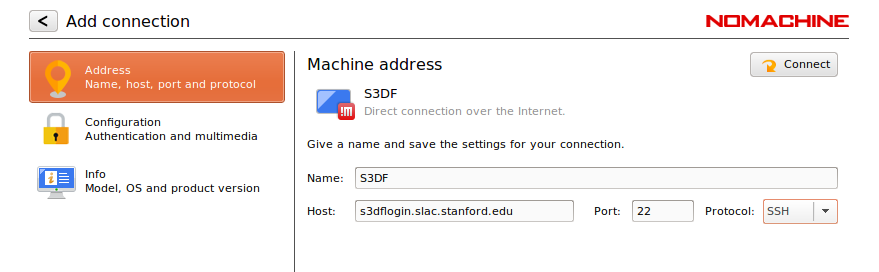 <
Add connection
NOMACHINE
Address
Name, host, port and protocol
Configuration
Authentication and multimedia
Info
Model, OS and product version
Machine address
Connect
S3DF
Direct connection over the Internet.
Give a name and save the settings for your connection.
Name: S3DF
Host: s3dflogin.slac.stanford.edu Port: 22 Protocol: SSH